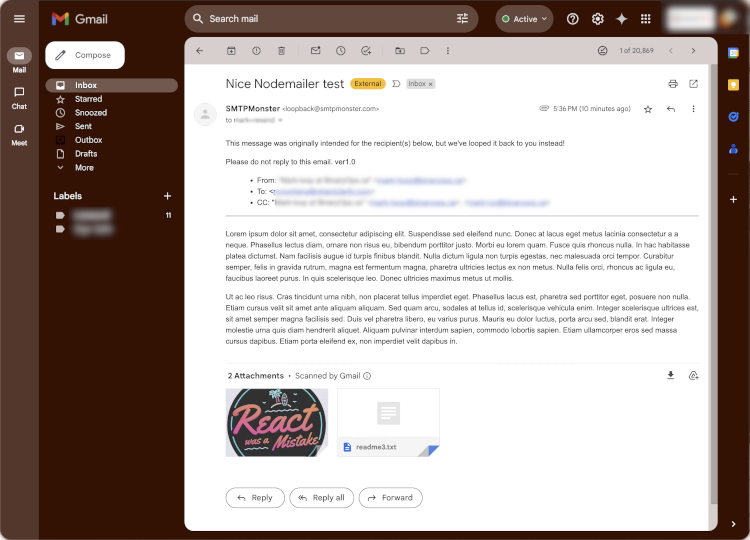 Gmail
Search mail
Active
Mail
Chat
Meet
Compose
Inbox
Starred
Snoozed
Sent
Outbox
Drafts
More
Labels
11
1 of 20,869
Nice Nodemailer test
External
Inbox ×
SMTPMonster <loopback@smtpmonster.com>
5:36 PM (10 minutes ago)
to
This message was originally intended for the recipient(s) below, but we've looped it back to you instead!
Please do not reply to this email. ver1.0
• From:
• To: <
• CC: "
Lorem ipsum dolor sit amet, consectetur adipiscing elit. Suspendisse sed eleifend nunc. Donec at lacus eget metus lacinia consectetur a a
neque. Phasellus lectus diam, ornare non risus eu, bibendum porttitor justo. Morbi eu lorem quam. Fusce quis rhoncus nulla. In hac habitasse
platea dictumst. Nam facilisis augue id turpis finibus blandit. Nulla dictum ligula non turpis egestas, nec malesuada orci tempor. Curabitur
semper, felis in gravida rutrum, magna est fermentum magna, pharetra ultricies lectus ex non metus. Nulla felis orci, rhoncus ac ligula eu,
faucibus laoreet purus. In quis scelerisque leo. Donec ultricies maximus metus ut mollis.
Ut ac leo risus. Cras tincidunt urna nibh, non placerat tellus imperdiet eget. Phasellus lacus est, pharetra sed porttitor eget, posuere non nulla.
Etiam cursus velit sit amet ante aliquam aliquam. Sed quam arcu, sodales at tellus id, scelerisque vehicula enim. Integer scelerisque ultrices est,
sit amet semper magna facilisis sed. Duis vel pharetra libero, eu varius purus. Mauris eu dolor luctus, porta arcu sed, blandit erat. Integer
molestie urna quis diam hendrerit aliquet. Aliquam pulvinar interdum sapien, commodo lobortis sapien. Etiam ullamcorper eros sed massa
cursus dapibus. Etiam porta eleifend ex, non imperdiet velit dapibus in.
2 Attachments • Scanned by Gmail
React
was a Mistake
readme3.txt
Reply
Reply all
Forward